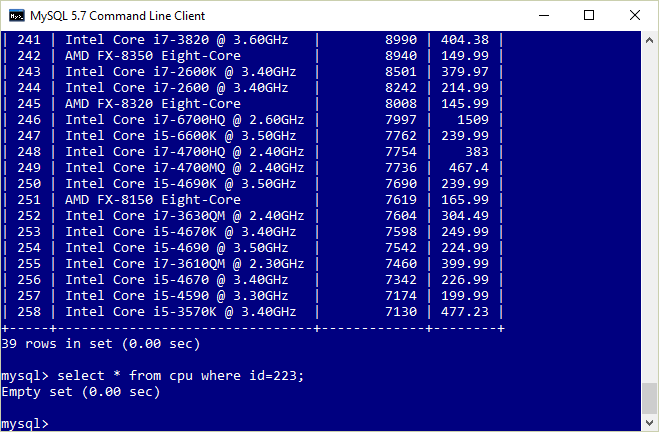 MySQL 5.7 Command Line Client
| 241 | Intel Core i7-3820 @ 3.60GHz | 8990 | 404.38 |
| 242 | AMD FX-8350 Eight-Core | 8940 | 149.99 |
| 243 | Intel Core i7-2600K @ 3.40GHz | 8501 | 379.97 |
| 244 | Intel Core i7-2600 @ 3.40GHz | 8242 | 214.99 |
| 245 | AMD FX-8320 Eight-Core | 8008 | 145.99 |
| 246 | Intel Core i7-6700HQ @ 2.60GHz | 7997 | 1509 |
| 247 | Intel Core i5-6600K @ 3.50GHz | 7762 | 239.99 |
| 248 | Intel Core i7-4700HQ @ 2.40GHz | 7754 | 383 |
| 249 | Intel Core i7-4700MQ @ 2.40GHz | 7736 | 467.4 |
| 250 | Intel Core i5-4690K @ 3.50GHz | 7690 | 239.99 |
| 251 | AMD FX-8150 Eight-Core | 7619 | 165.99 |
| 252 | Intel Core i7-3630QM @ 2.40GHz | 7604 | 304.49 |
| 253 | Intel Core i5-4670K @ 3.40GHz | 7598 | 249.99 |
| 254 | Intel Core i5-4690 @ 3.50GHz | 7542 | 224.99 |
| 255 | Intel Core i7-3610QM @ 2.30GHz | 7460 | 399.99 |
| 256 | Intel Core i5-4670 @ 3.40GHz | 7342 | 226.99 |
| 257 | Intel Core i5-4590 @ 3.30GHz | 7174 | 199.99 |
| 258 | Intel Core i5-3570K @ 3.40GHz | 7130 | 477.23 |
+-----+--------------------------------+-------------+--------+
39 rows in set (0.00 sec)
mysql> select * from cpu where id=223;
Empty set (0.00 sec)
mysql>